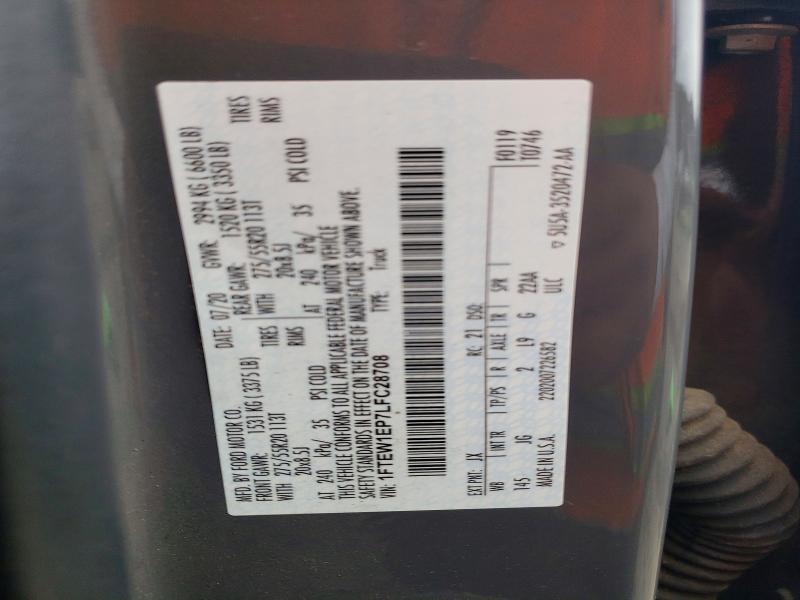 MFD. BY FORD MOTOR CO.
DATE: 07/20 GVWR: 2994 KG ( 6600 LB)
FRONT GAWR: 1531 KG ( 3375 LB) REAR GAWR: 1520 KG ( 3350 LB)
WITH 275/55R20 113T TIRES WITH 275/55R20 113T TIRES
20x8.5J RIMS 20x8.5J RIMS
AT 240 kPa/ 35 PSI COLD AT 240 kPa/ 35 PSI COLD
THIS VEHICLE CONFORMS TO ALL APPLICABLE FEDERAL MOTOR VEHICLE
SAFETY STANDARDS IN EFFECT ON THE DATE OF MANUFACTURE SHOWN ABOVE.
VIN: 1FTEW1EP7LFC28708 TYPE: Truck
EXT PNT: JX RC: 21 DSO: F0119
WB INT TR TP/PS R AXLE TR SPR T0746
145 JG 2 L9 G 22AA
MADE IN U.S.A. 220200726582 ULC ▽ SU5A-3520472-AA